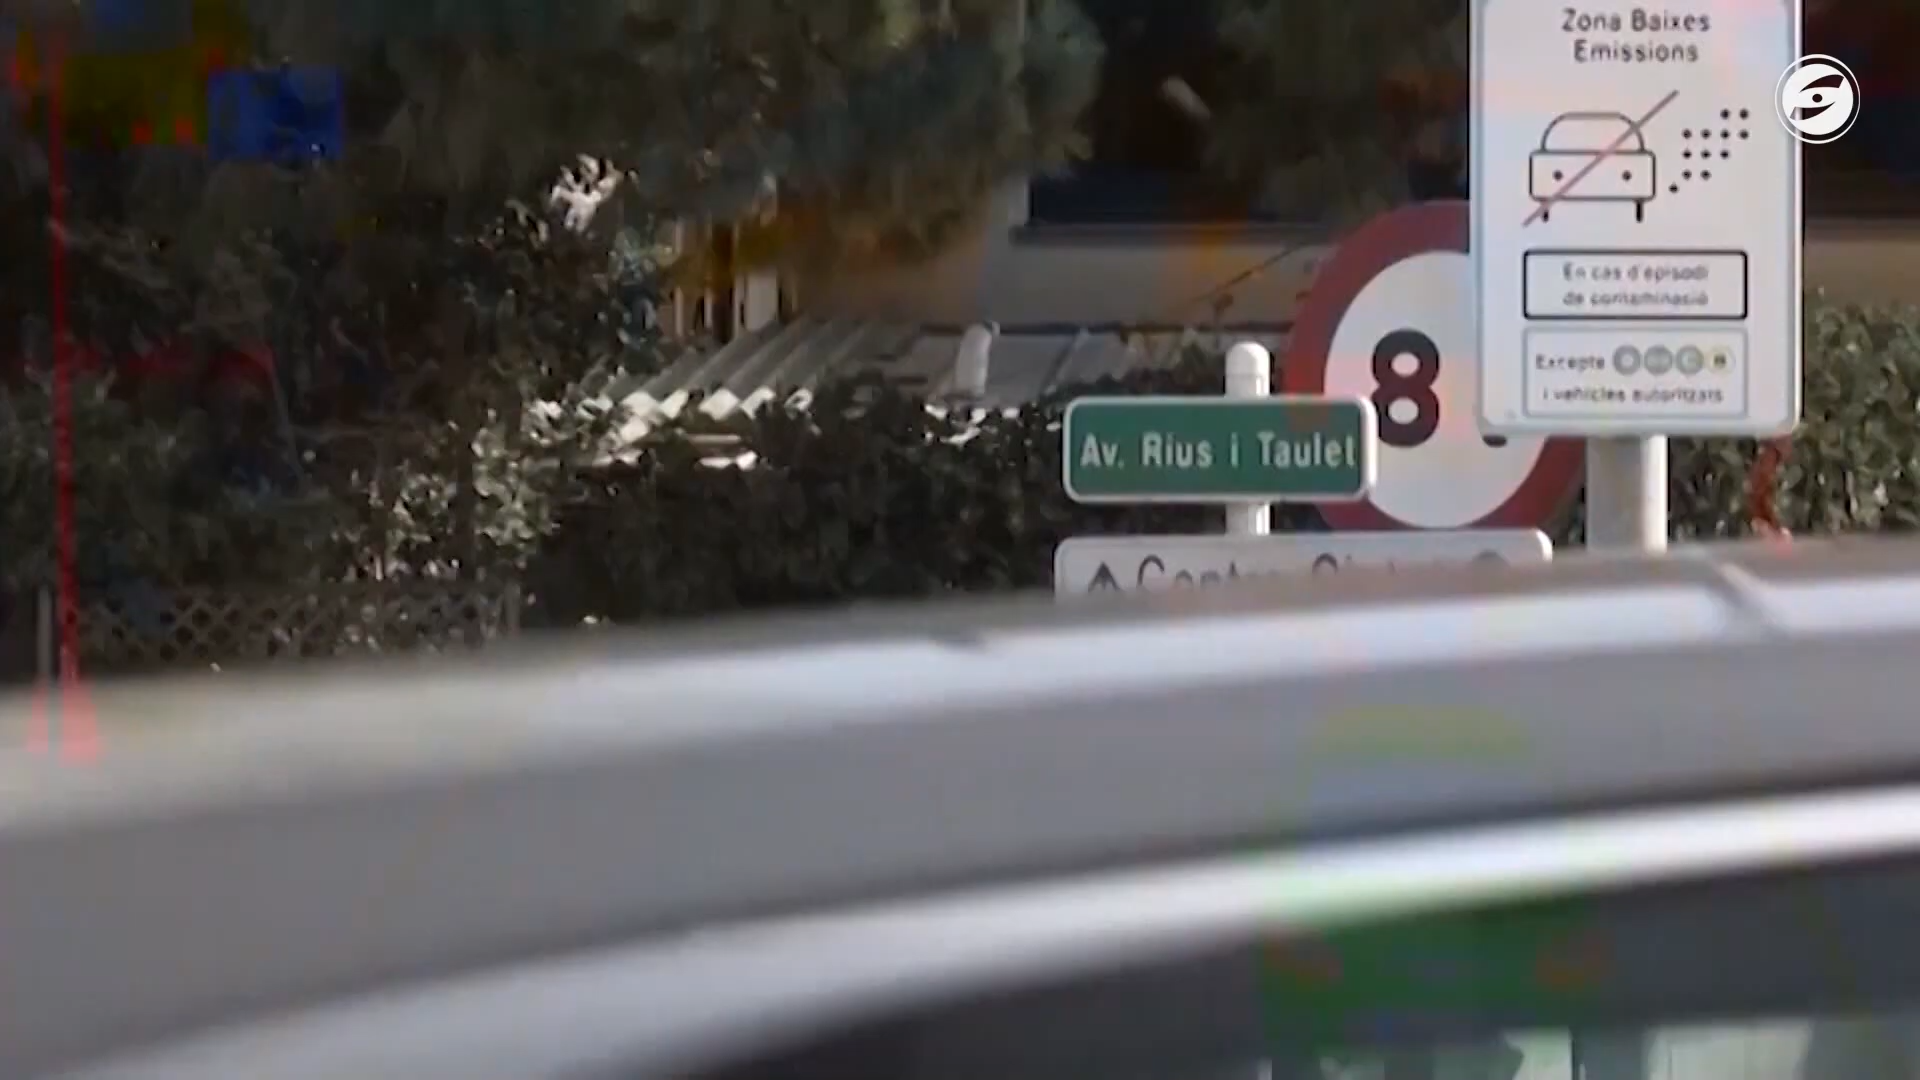 Zona Baixes
Emissions
En cas d'episodi
de contaminació
Excepte
i vehicles autoritzats
8
Av. Rius i Taulet